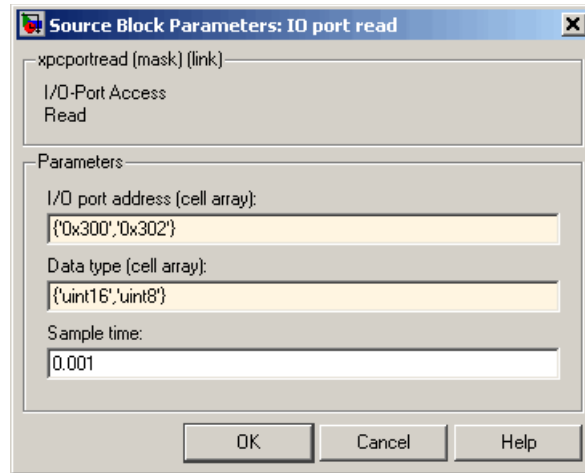 Source Block Parameters: IO port read
xpcportread (mask) (link)
I/O-Port Access
Read
Parameters
I/O port address (cell array):
{'0x300','0x302'}
Data type (cell array):
{'uint16','uint8'}
Sample time:
0.001
OK Cancel Help